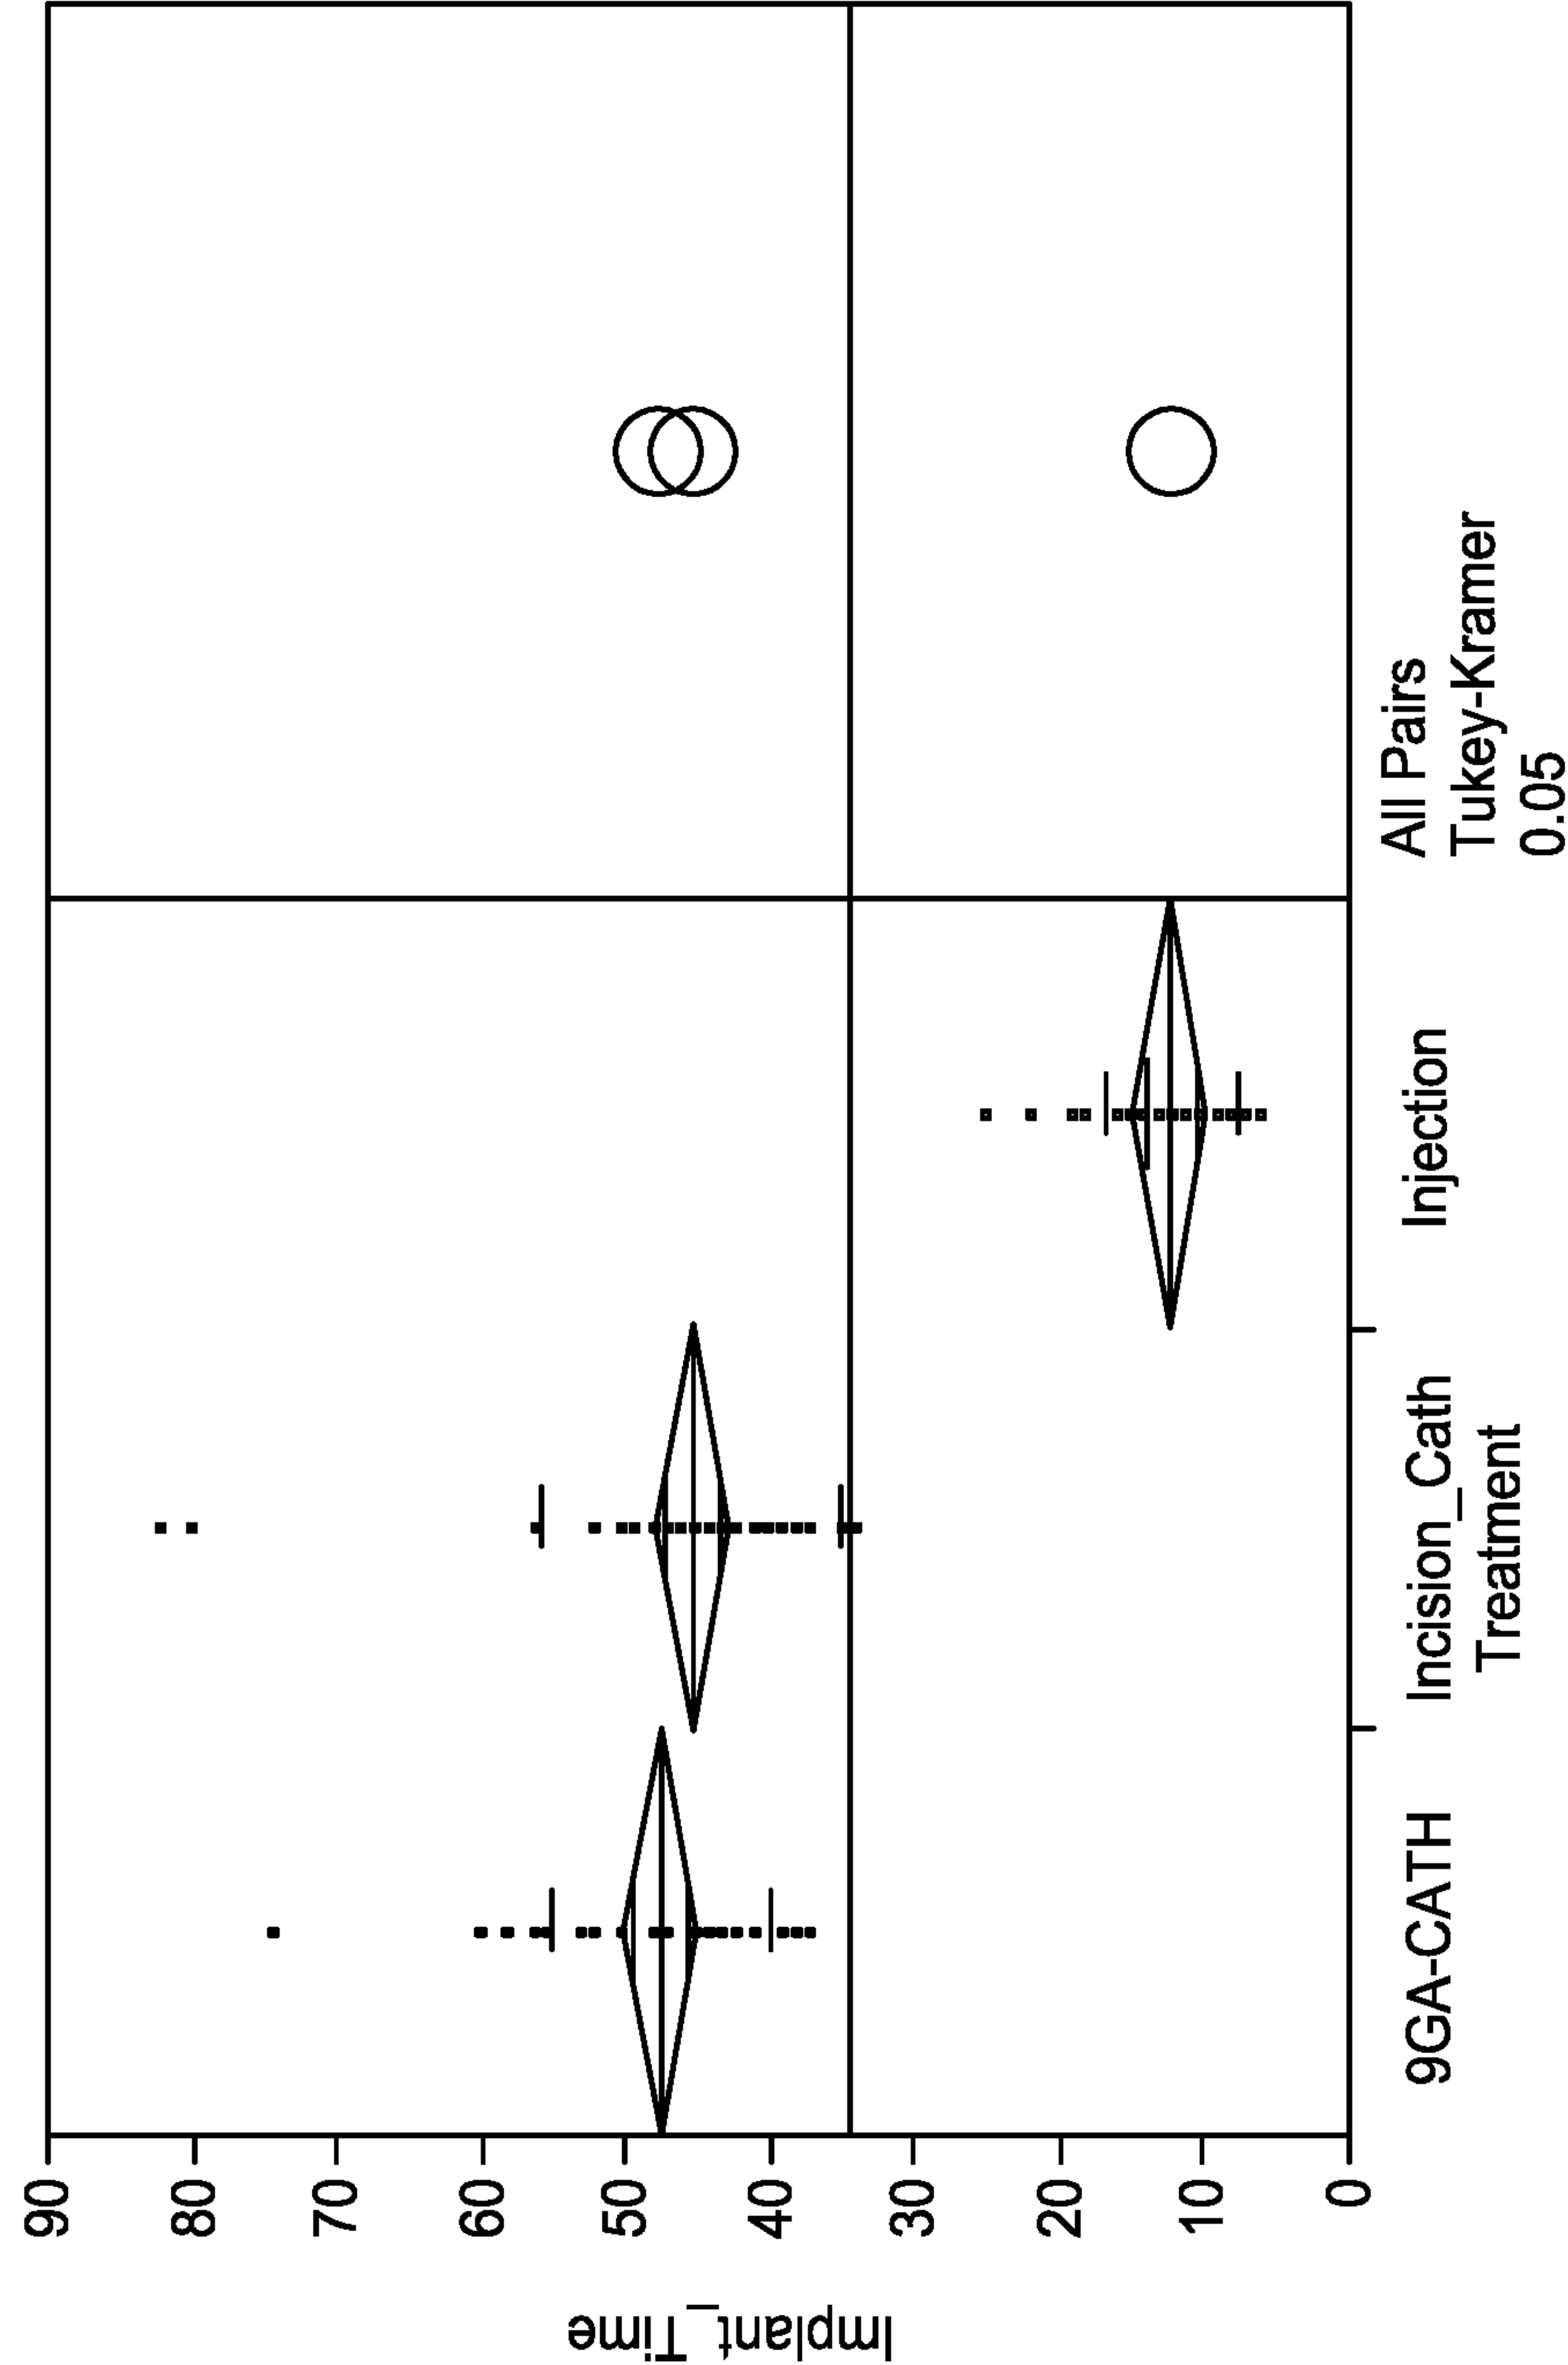 Implant_Time
90
80
70
60
50
40
30
20
10
0
9GA-CATH
Incision_Cath
Injection
Treatment
All Pairs
Tukey-Kramer
0.05